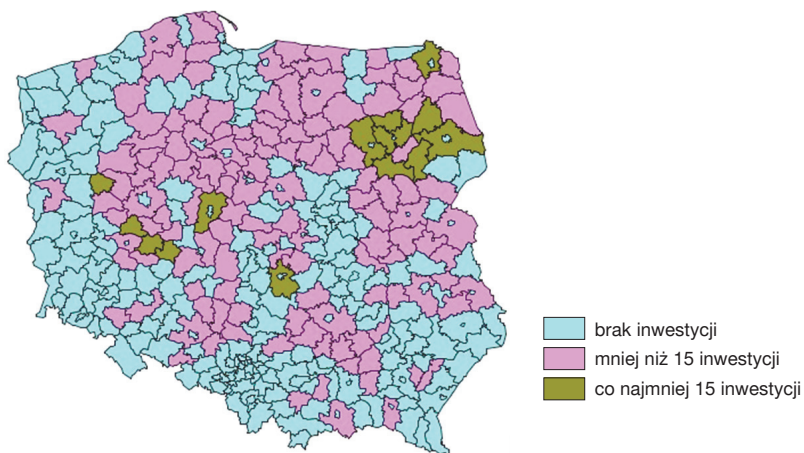 brak inwestycji
mniej niż 15 inwestycji
co najmniej 15 inwestycji